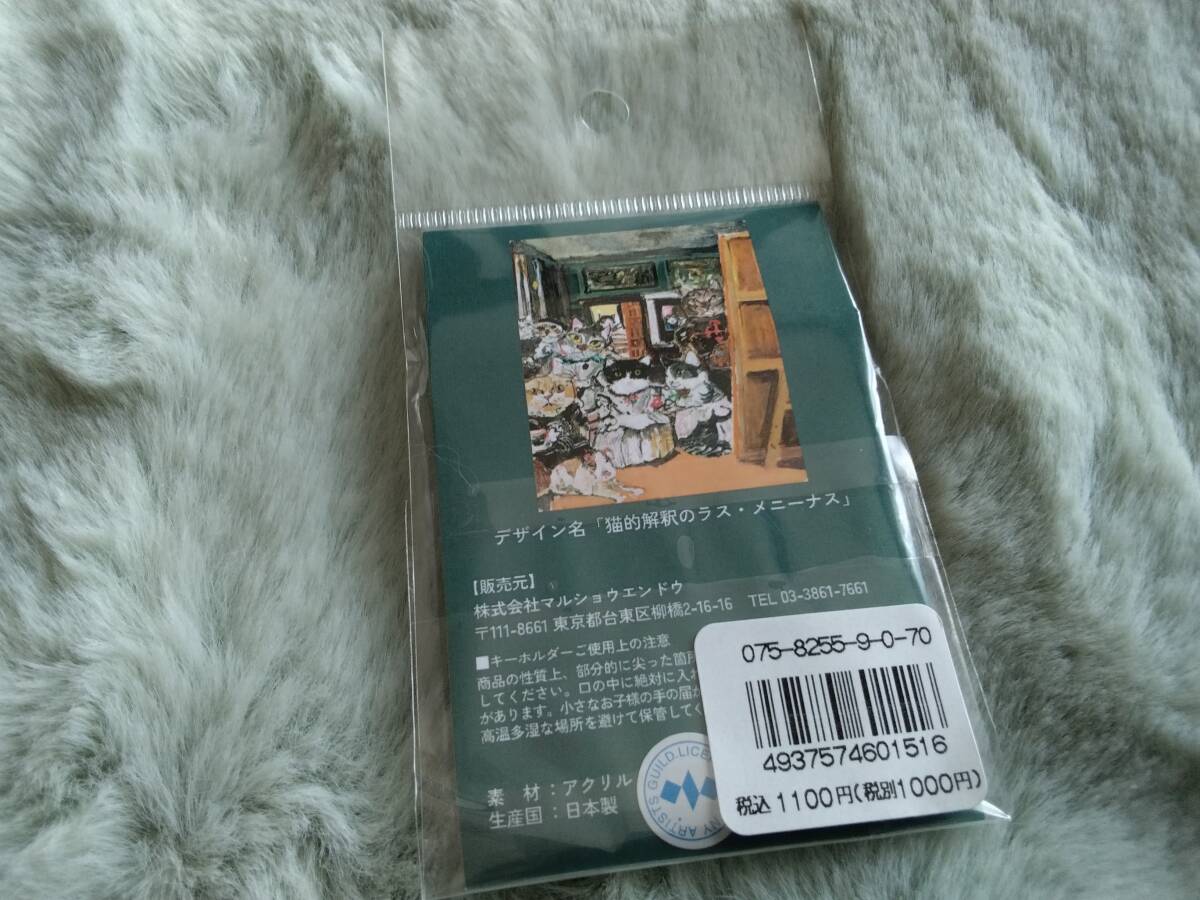 デザイン名「猫的解釈のラス・メニーナス」
【販売元】
株式会社マルショウエンドウ
〒111-8661 東京都台東区柳橋2-16-16 TEL 03-3861-7661
■キーホルダーご使用上の注意
商品の性質上、部分的に尖った箇所
してください。口の中に絶対に入れ
があります。小さなお子様の手の届か
高温多湿な場所を避けて保管してく
素 材：アクリル
生産国：日本製
NY ARTISTS GUILD.LICE
075-8255-9-0-70
4937574601516
税込1100円(税別1000円)